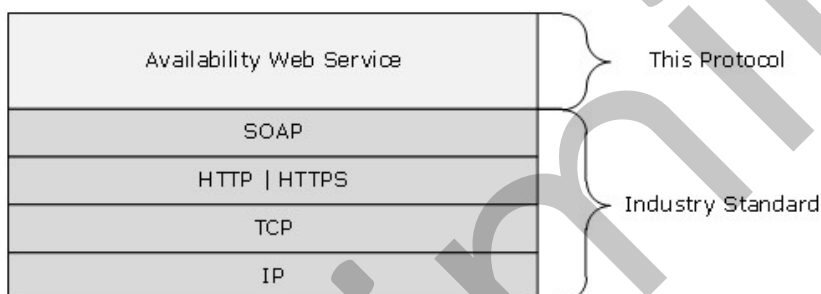 Availability Web Service
This Protocol
SOAP
HTTP | HTTPS
Industry Standard
TCP
IP